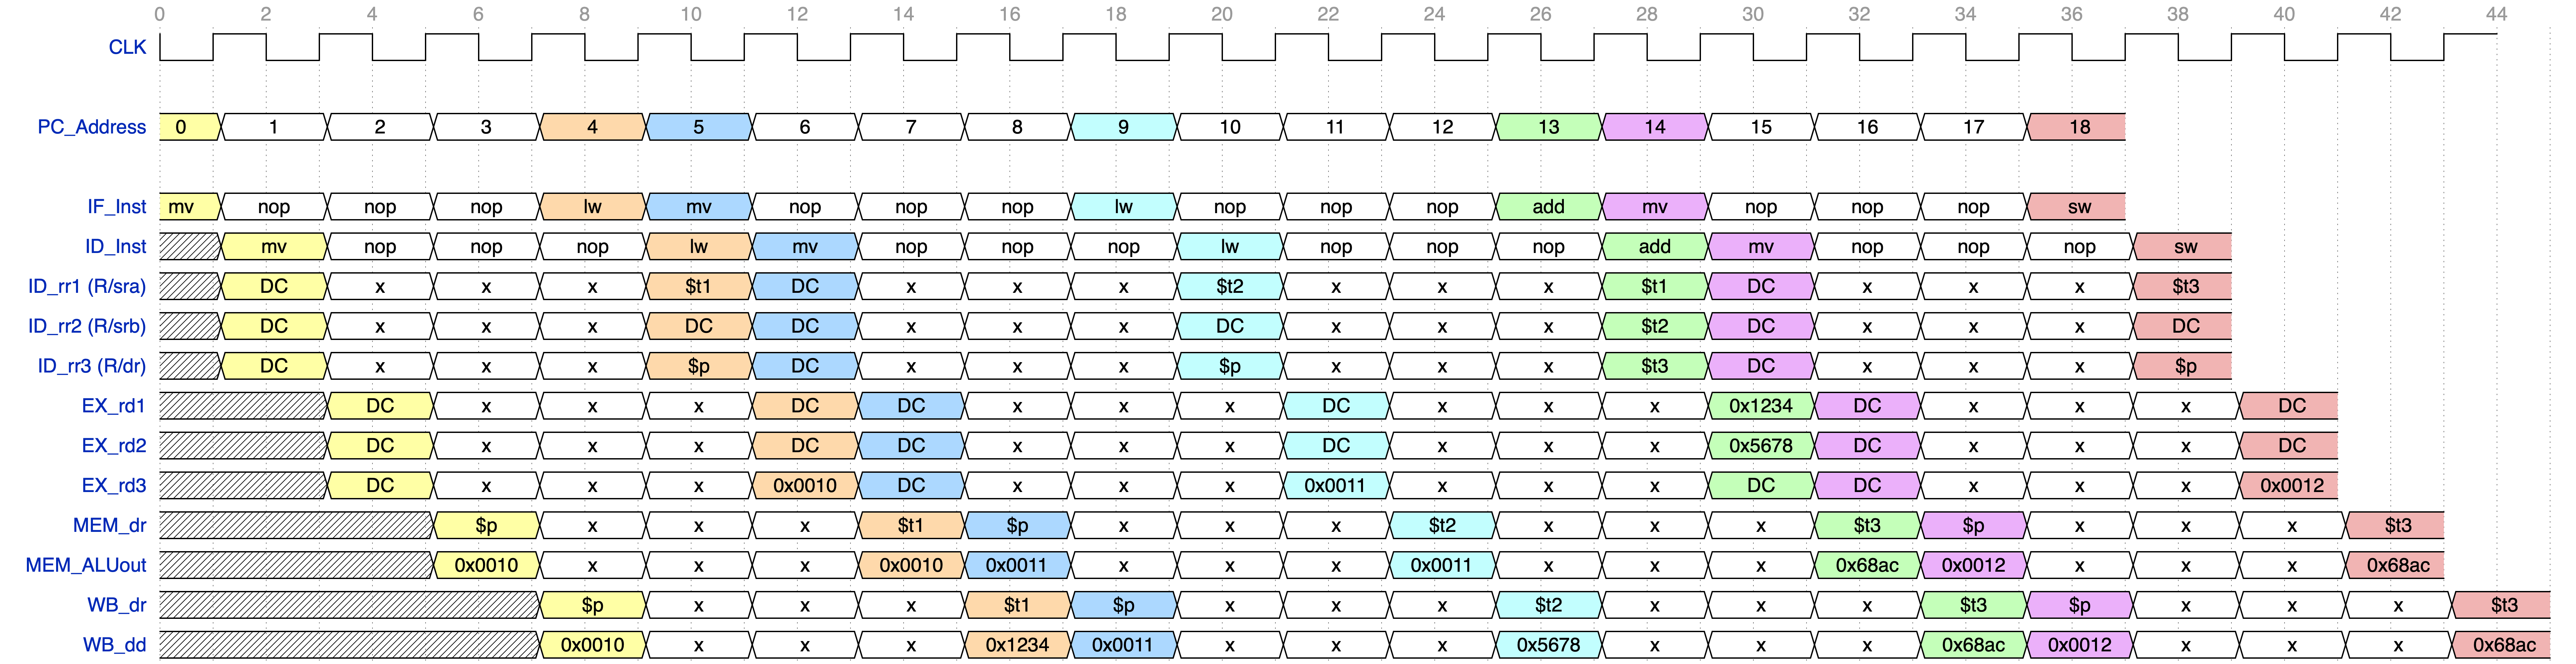 0 2 4 6 8 10 12 14 16 18 20 22 24 26 28 30 32 34 36 38 40 42 44
CLK
PC_Address 0 1 2 3 4 5 6 7 8 9 10 11 12 13 14 15 16 17 18
IF_Inst mv nop nop nop lw mv nop nop nop lw nop nop nop add mv nop nop nop sw
ID_Inst mv nop nop nop lw mv nop nop nop lw nop nop nop add mv nop nop nop sw
ID_rr1 (R/sra) DC x x x $t1 DC x x x $t2 x x x $t1 DC x x x $t3
ID_rr2 (R/srb) DC x x x DC DC x x x DC x x x $t2 DC x x x DC
ID_rr3 (R/dr) DC x x x $p DC x x x $p x x x $t3 DC x x x $p
EX_rd1 DC x x x DC DC x x x DC x x x 0x1234 DC x x x DC
EX_rd2 DC x x x DC DC x x x DC x x x 0x5678 DC x x x DC
EX_rd3 DC x x x 0x0010 DC x x x 0x0011 x x x DC DC x x x 0x0012
MEM_dr $p x x x $t1 $p x x x $t2 x x x $t3 $p x x x $t3
MEM_ALUout 0x0010 x x x 0x0010 0x0011 x x x 0x0011 x x x 0x68ac 0x0012 x x x 0x68ac
WB_dr $p x x x $t1 $p x x x $t2 x x x $t3 $p x x x $t3
WB_dd 0x0010 x x x 0x1234 0x0011 x x x 0x5678 x x x 0x68ac 0x0012 x x x 0x68ac